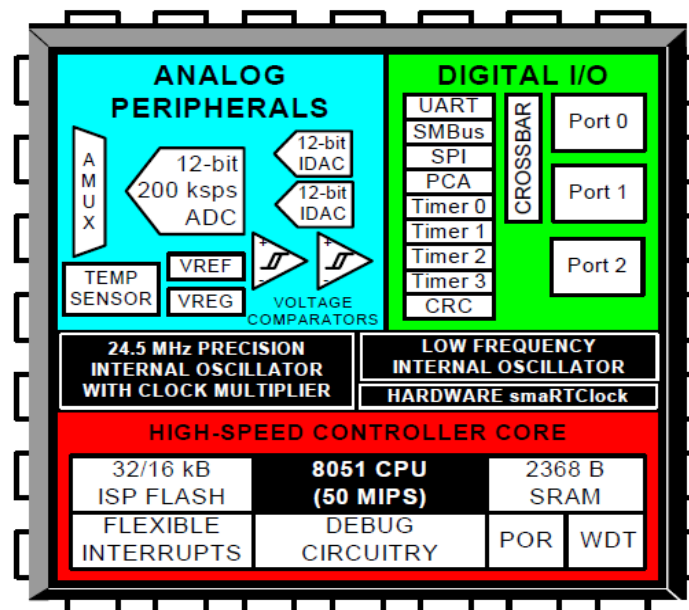 ANALOG
PERIPHERALS
A
M
U
X
12-bit
200 ksps
ADC
12-bit
IDAC
12-bit
IDAC
TEMP
SENSOR
VREF
VREG
+
-
+
-
VOLTAGE
COMPARATORS
DIGITAL I/O
UART
SMBus
SPI
PCA
Timer 0
Timer 1
Timer 2
Timer 3
CRC
CROSSBAR
Port 0
Port 1
Port 2
24.5 MHz PRECISION
INTERNAL OSCILLATOR
WITH CLOCK MULTIPLIER
LOW FREQUENCY
INTERNAL OSCILLATOR
HARDWARE smaRTClock
HIGH-SPEED CONTROLLER CORE
32/16 kB
ISP FLASH
8051 CPU
(50 MIPS)
2368 B
SRAM
FLEXIBLE
INTERRUPTS
DEBUG
CIRCUITRY
POR
WDT